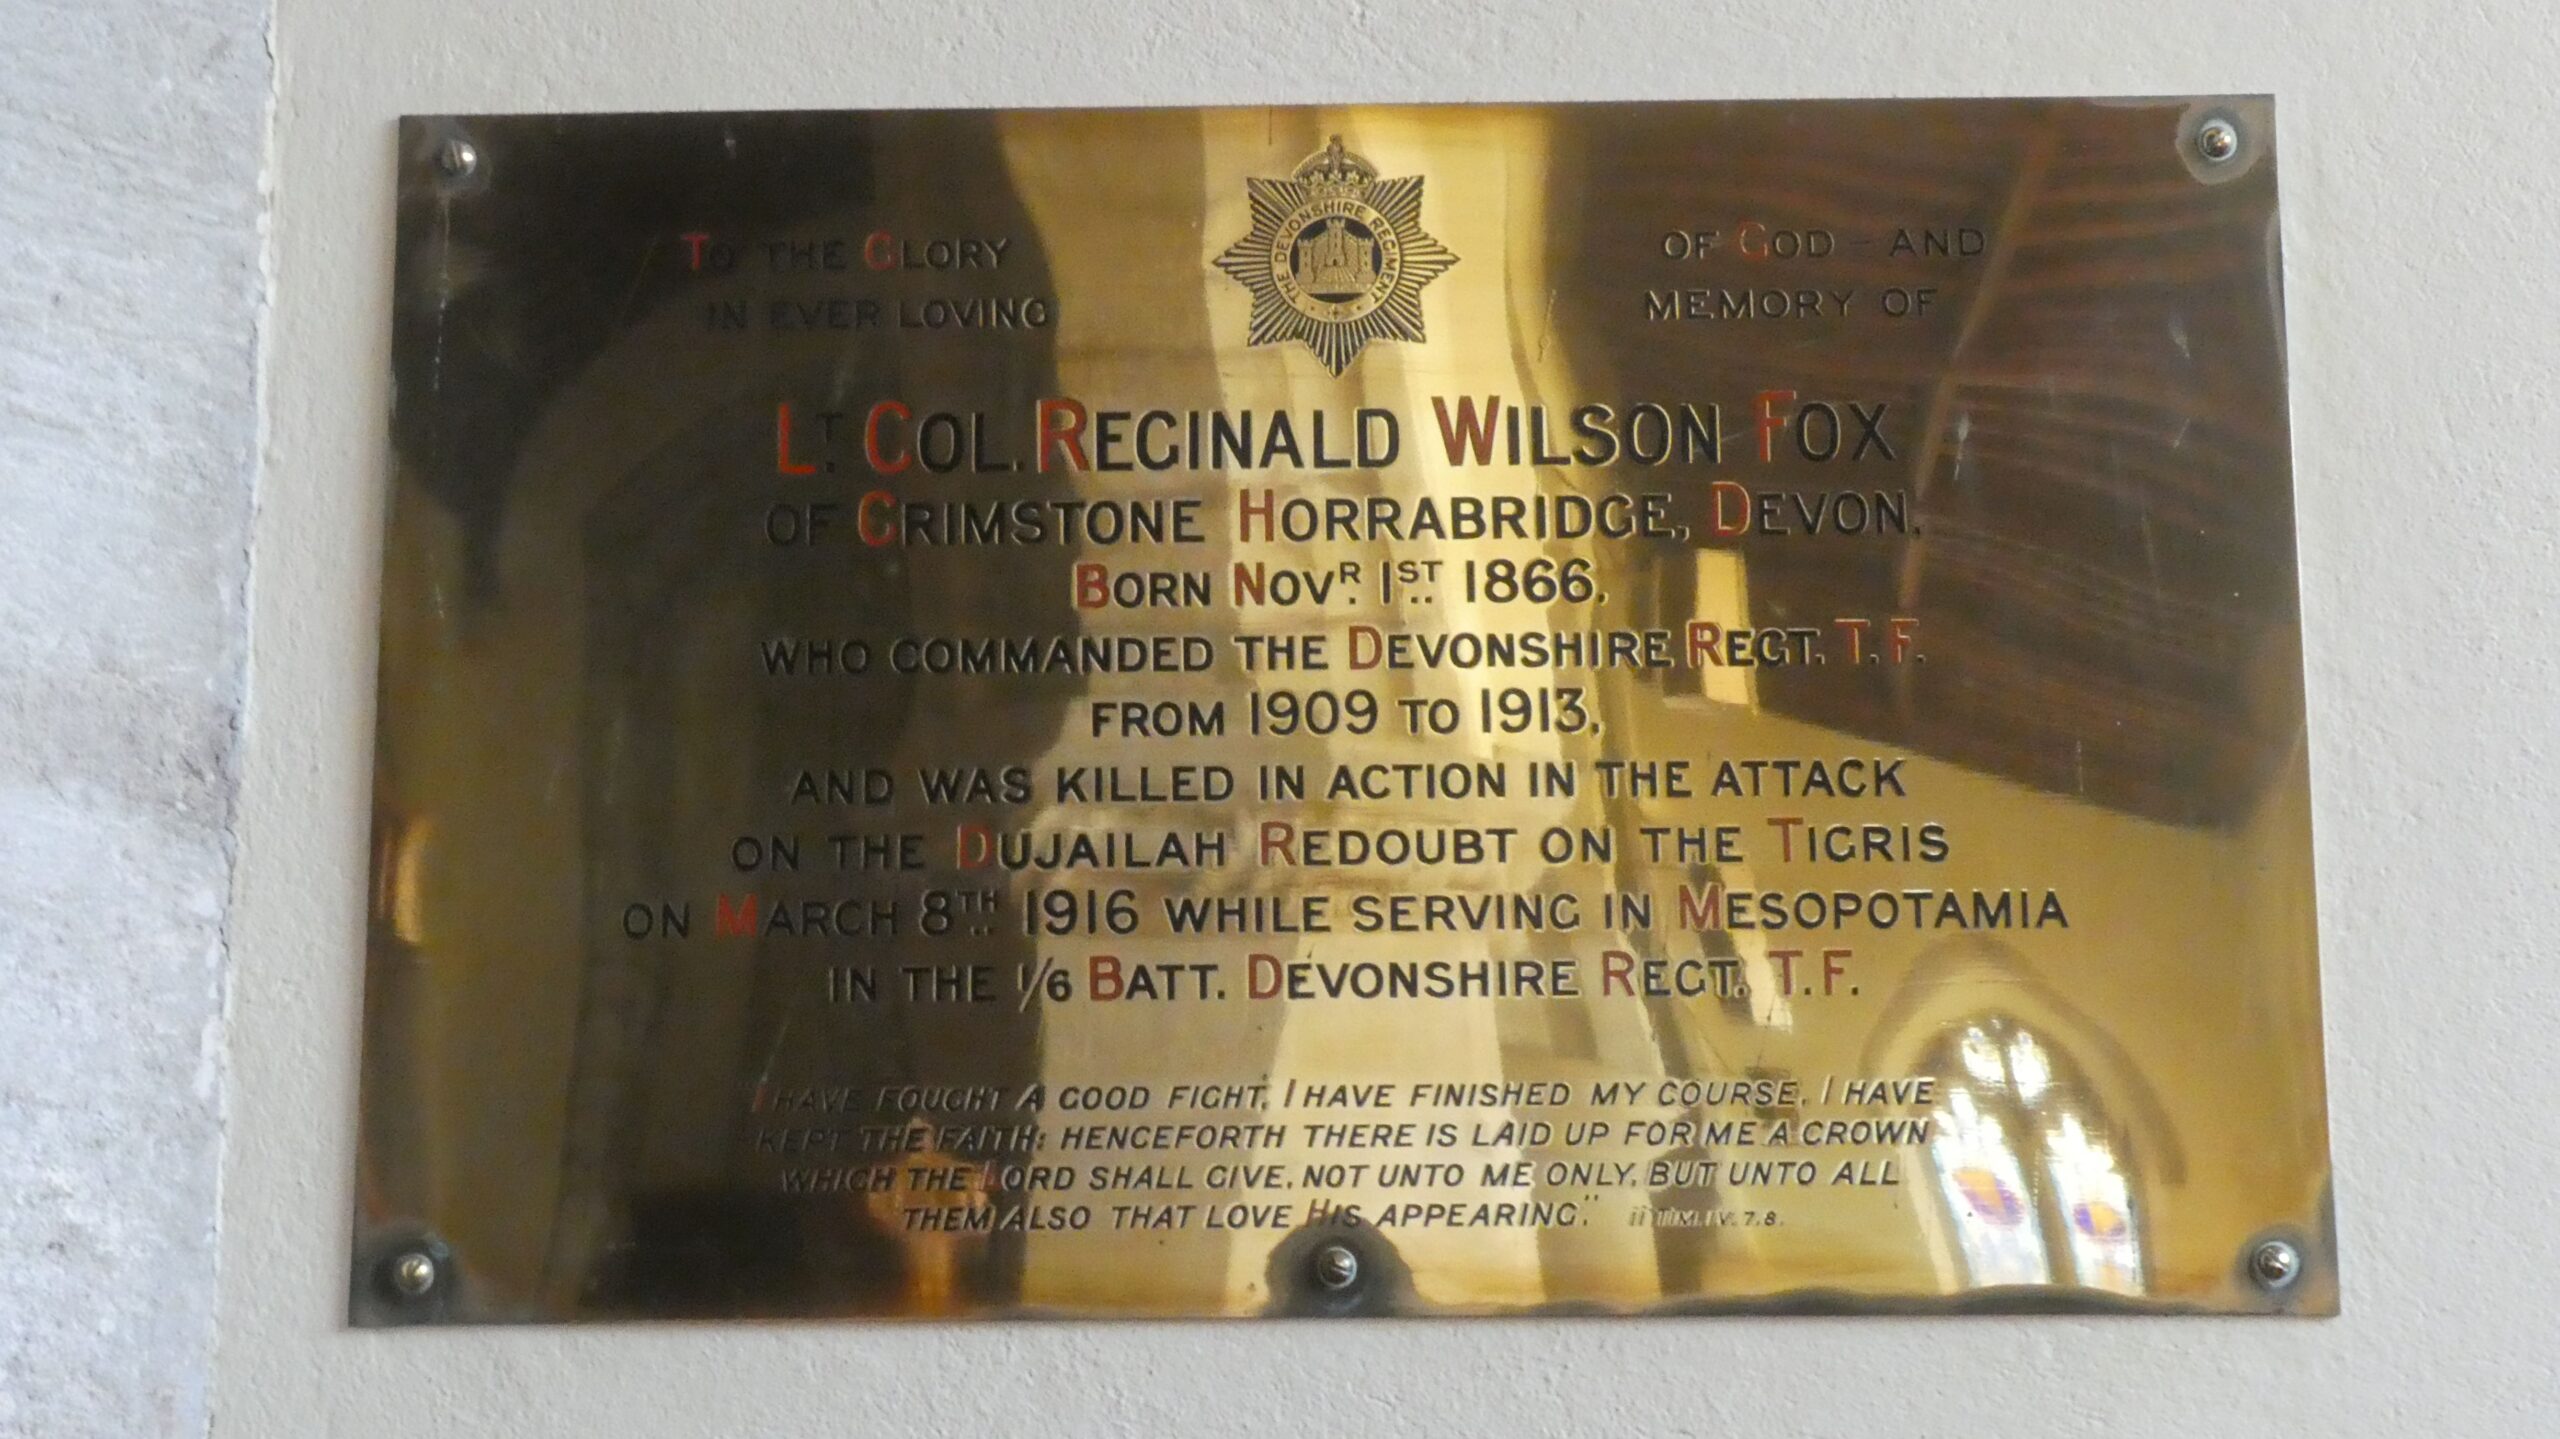 THE DEVONSHIRE REGIMENT
TO THE GLORY OF GOD – AND
IN EVER LOVING MEMORY OF
LT. COL. REGINALD WILSON FOX
OF GRIMSTONE HORRABRIDGE, DEVON.
BORN NOVR. 1ST. 1866.
WHO COMMANDED THE DEVONSHIRE REGT. T.F.
FROM 1909 TO 1913.
AND WAS KILLED IN ACTION IN THE ATTACK
ON THE DUJAILAH REDOUBT ON THE TIGRIS
ON MARCH 8TH. 1916 WHILE SERVING IN MESOPOTAMIA
IN THE 1/6 BATT. DEVONSHIRE REGT. T.F.
I HAVE FOUGHT A GOOD FIGHT, I HAVE FINISHED MY COURSE, I HAVE
KEPT THE FAITH: HENCEFORTH THERE IS LAID UP FOR ME A CROWN
WHICH THE LORD SHALL GIVE, NOT UNTO ME ONLY, BUT UNTO ALL
THEM ALSO THAT LOVE HIS APPEARING." II TIM. IV. 7.8.